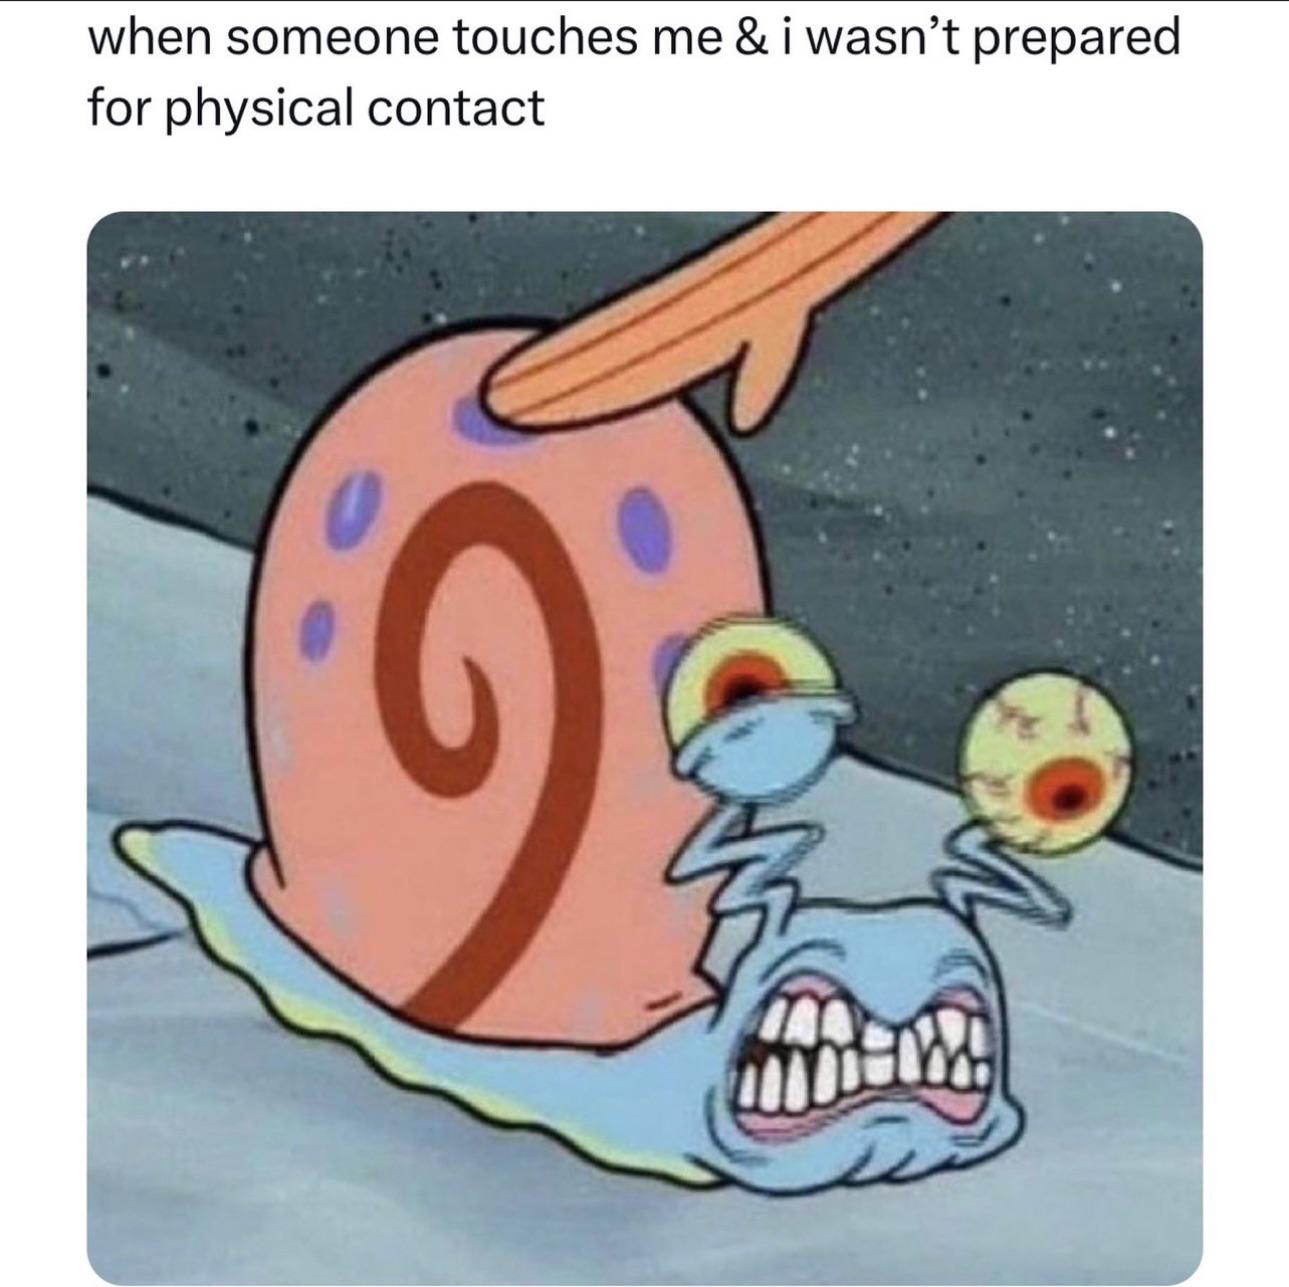 when someone touches me & i wasn’t prepared
for physical contact